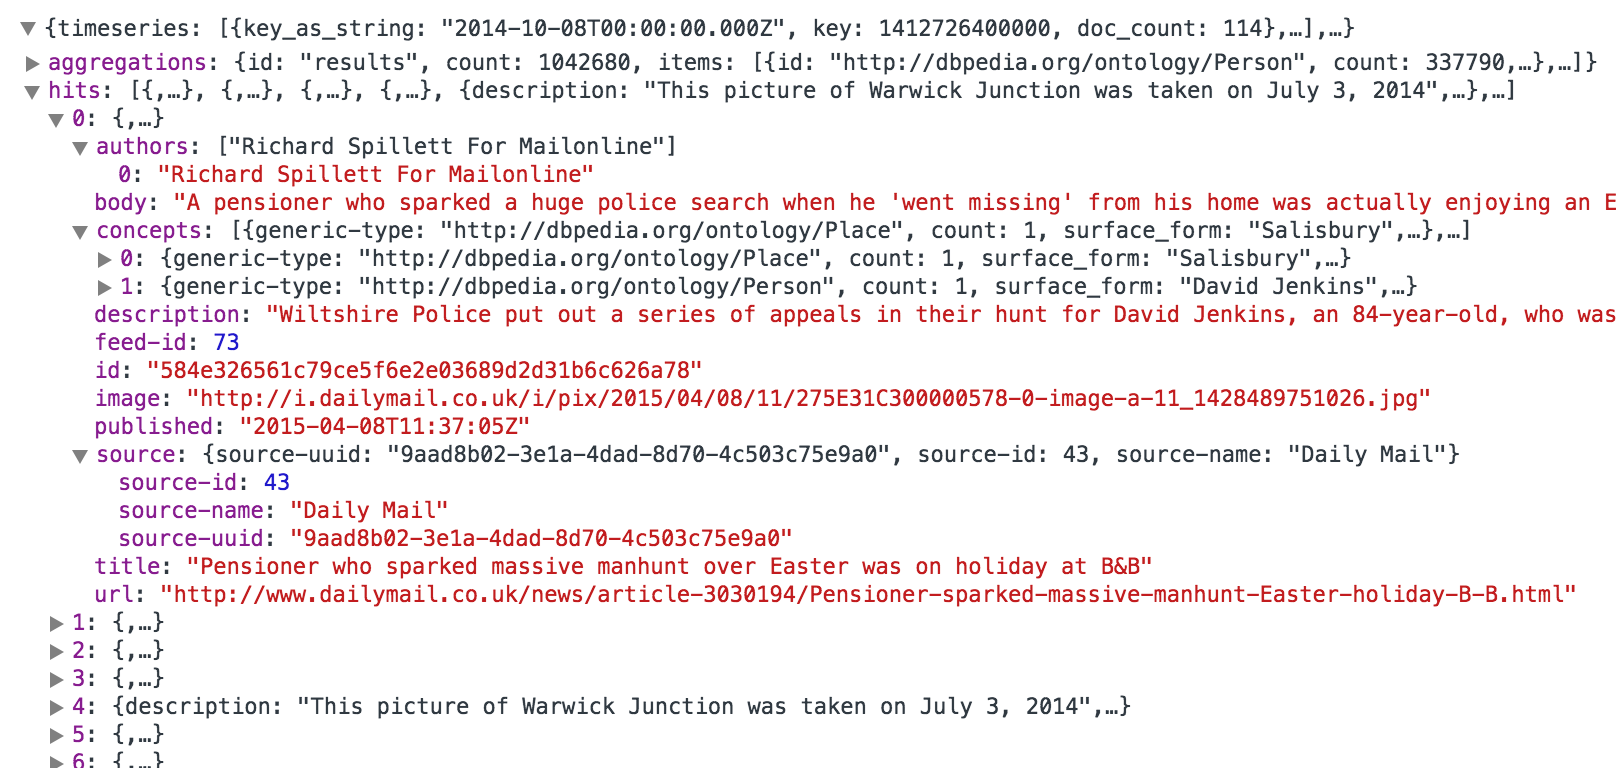 ▼ {timeseries: [{key_as_string: "2014-10-08T00:00:00.000Z", key: 1412726400000, doc_count: 114},…],…}
▶ aggregations: {id: "results", count: 1042680, items: [{id: "http://dbpedia.org/ontology/Person", count: 337790,…},…]}
▼ hits: [{,…}, {,…}, {,…}, {,…}, {description: "This picture of Warwick Junction was taken on July 3, 2014",…},…]
▼ 0: {,…}
▼ authors: ["Richard Spillett For Mailonline"]
0: "Richard Spillett For Mailonline"
body: "A pensioner who sparked a huge police search when he 'went missing' from his home was actually enjoying an E
▼ concepts: [{generic-type: "http://dbpedia.org/ontology/Place", count: 1, surface_form: "Salisbury",…},…]
▶ 0: {generic-type: "http://dbpedia.org/ontology/Place", count: 1, surface_form: "Salisbury",…}
▶ 1: {generic-type: "http://dbpedia.org/ontology/Person", count: 1, surface_form: "David Jenkins",…}
description: "Wiltshire Police put out a series of appeals in their hunt for David Jenkins, an 84-year-old, who was
feed-id: 73
id: "584e326561c79ce5f6e2e03689d2d31b6c626a78"
image: "http://i.dailymail.co.uk/i/pix/2015/04/08/11/275E31C300000578-0-image-a-11_1428489751026.jpg"
published: "2015-04-08T11:37:05Z"
▼ source: {source-uuid: "9aad8b02-3e1a-4dad-8d70-4c503c75e9a0", source-id: 43, source-name: "Daily Mail"}
source-id: 43
source-name: "Daily Mail"
source-uuid: "9aad8b02-3e1a-4dad-8d70-4c503c75e9a0"
title: "Pensioner who sparked massive manhunt over Easter was on holiday at B&B"
url: "http://www.dailymail.co.uk/news/article-3030194/Pensioner-sparked-massive-manhunt-Easter-holiday-B-B.html"
▶ 1: {,…}
▶ 2: {,…}
▶ 3: {,…}
▶ 4: {description: "This picture of Warwick Junction was taken on July 3, 2014",…}
▶ 5: {,…}
▶ 6: {,…}